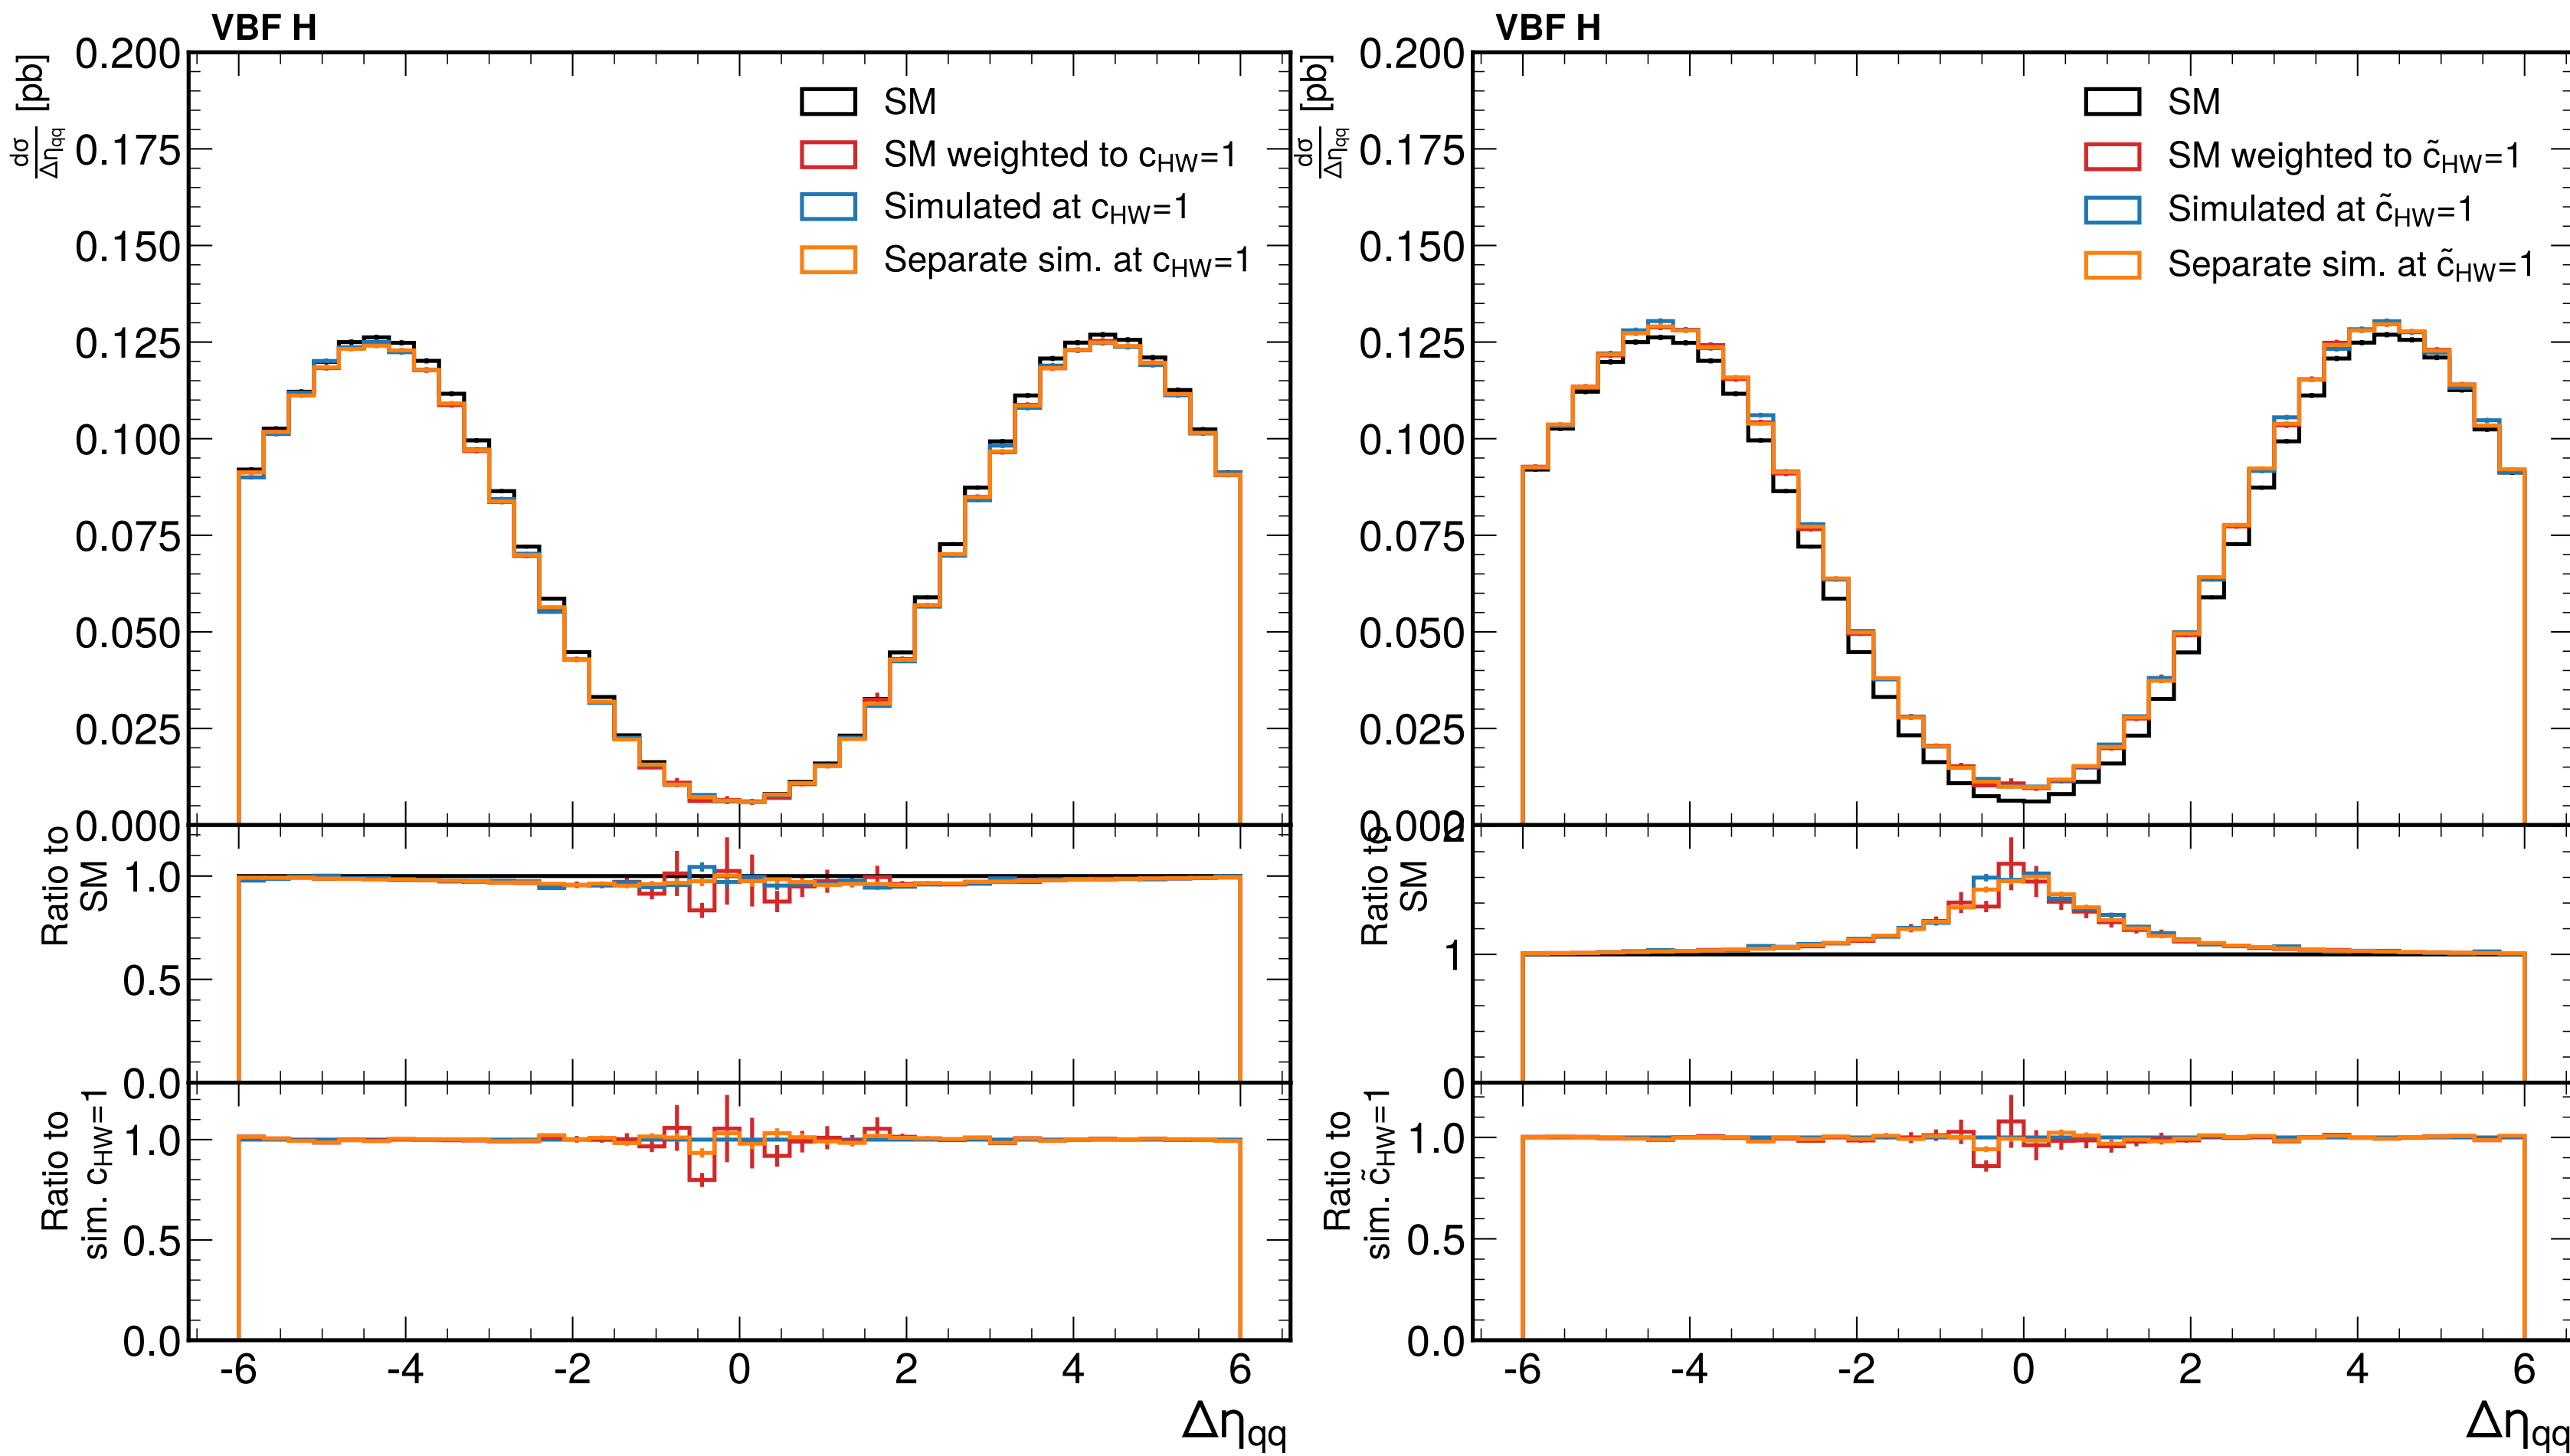 VBF H
dσ/Δη_qq [pb]
0.200
0.175
0.150
0.125
0.100
0.075
0.050
0.025
0.000
SM
SM weighted to c_HW=1
Simulated at c_HW=1
Separate sim. at c_HW=1
Ratio to
SM
1.0
0.5
0.0
Ratio to
sim. c_HW=1
1.0
0.5
0.0
-6 -4 -2 0 2 4 6
Δη_qq
VBF H
dσ/Δη_qq [pb]
0.200
0.175
0.150
0.125
0.100
0.075
0.050
0.025
0.000
SM
SM weighted to c̃_HW=1
Simulated at c̃_HW=1
Separate sim. at c̃_HW=1
Ratio to
SM
2
1
0
Ratio to
sim. c̃_HW=1
1.0
0.5
0.0
-6 -4 -2 0 2 4 6
Δη_qq